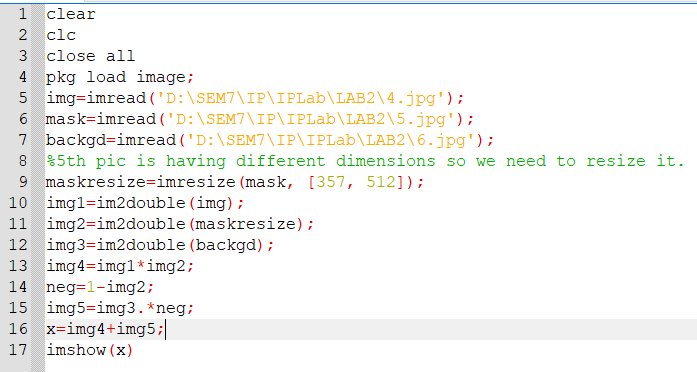 1 clear
2 clc
3 close all
4 pkg load image;
5 img=imread('D:\SEM7\IP\IPLab\LAB2\4.jpg');
6 mask=imread('D:\SEM7\IP\IPLab\LAB2\5.jpg');
7 backgd=imread('D:\SEM7\IP\IPLab\LAB2\6.jpg');
8 %5th pic is having different dimensions so we need to resize it.
9 maskresize=imresize(mask, [357, 512]);
10 img1=im2double(img);
11 img2=im2double(maskresize);
12 img3=im2double(backgd);
13 img4=img1*img2;
14 neg=1-img2;
15 img5=img3.*neg;
16 x=img4+img5;
17 imshow(x)